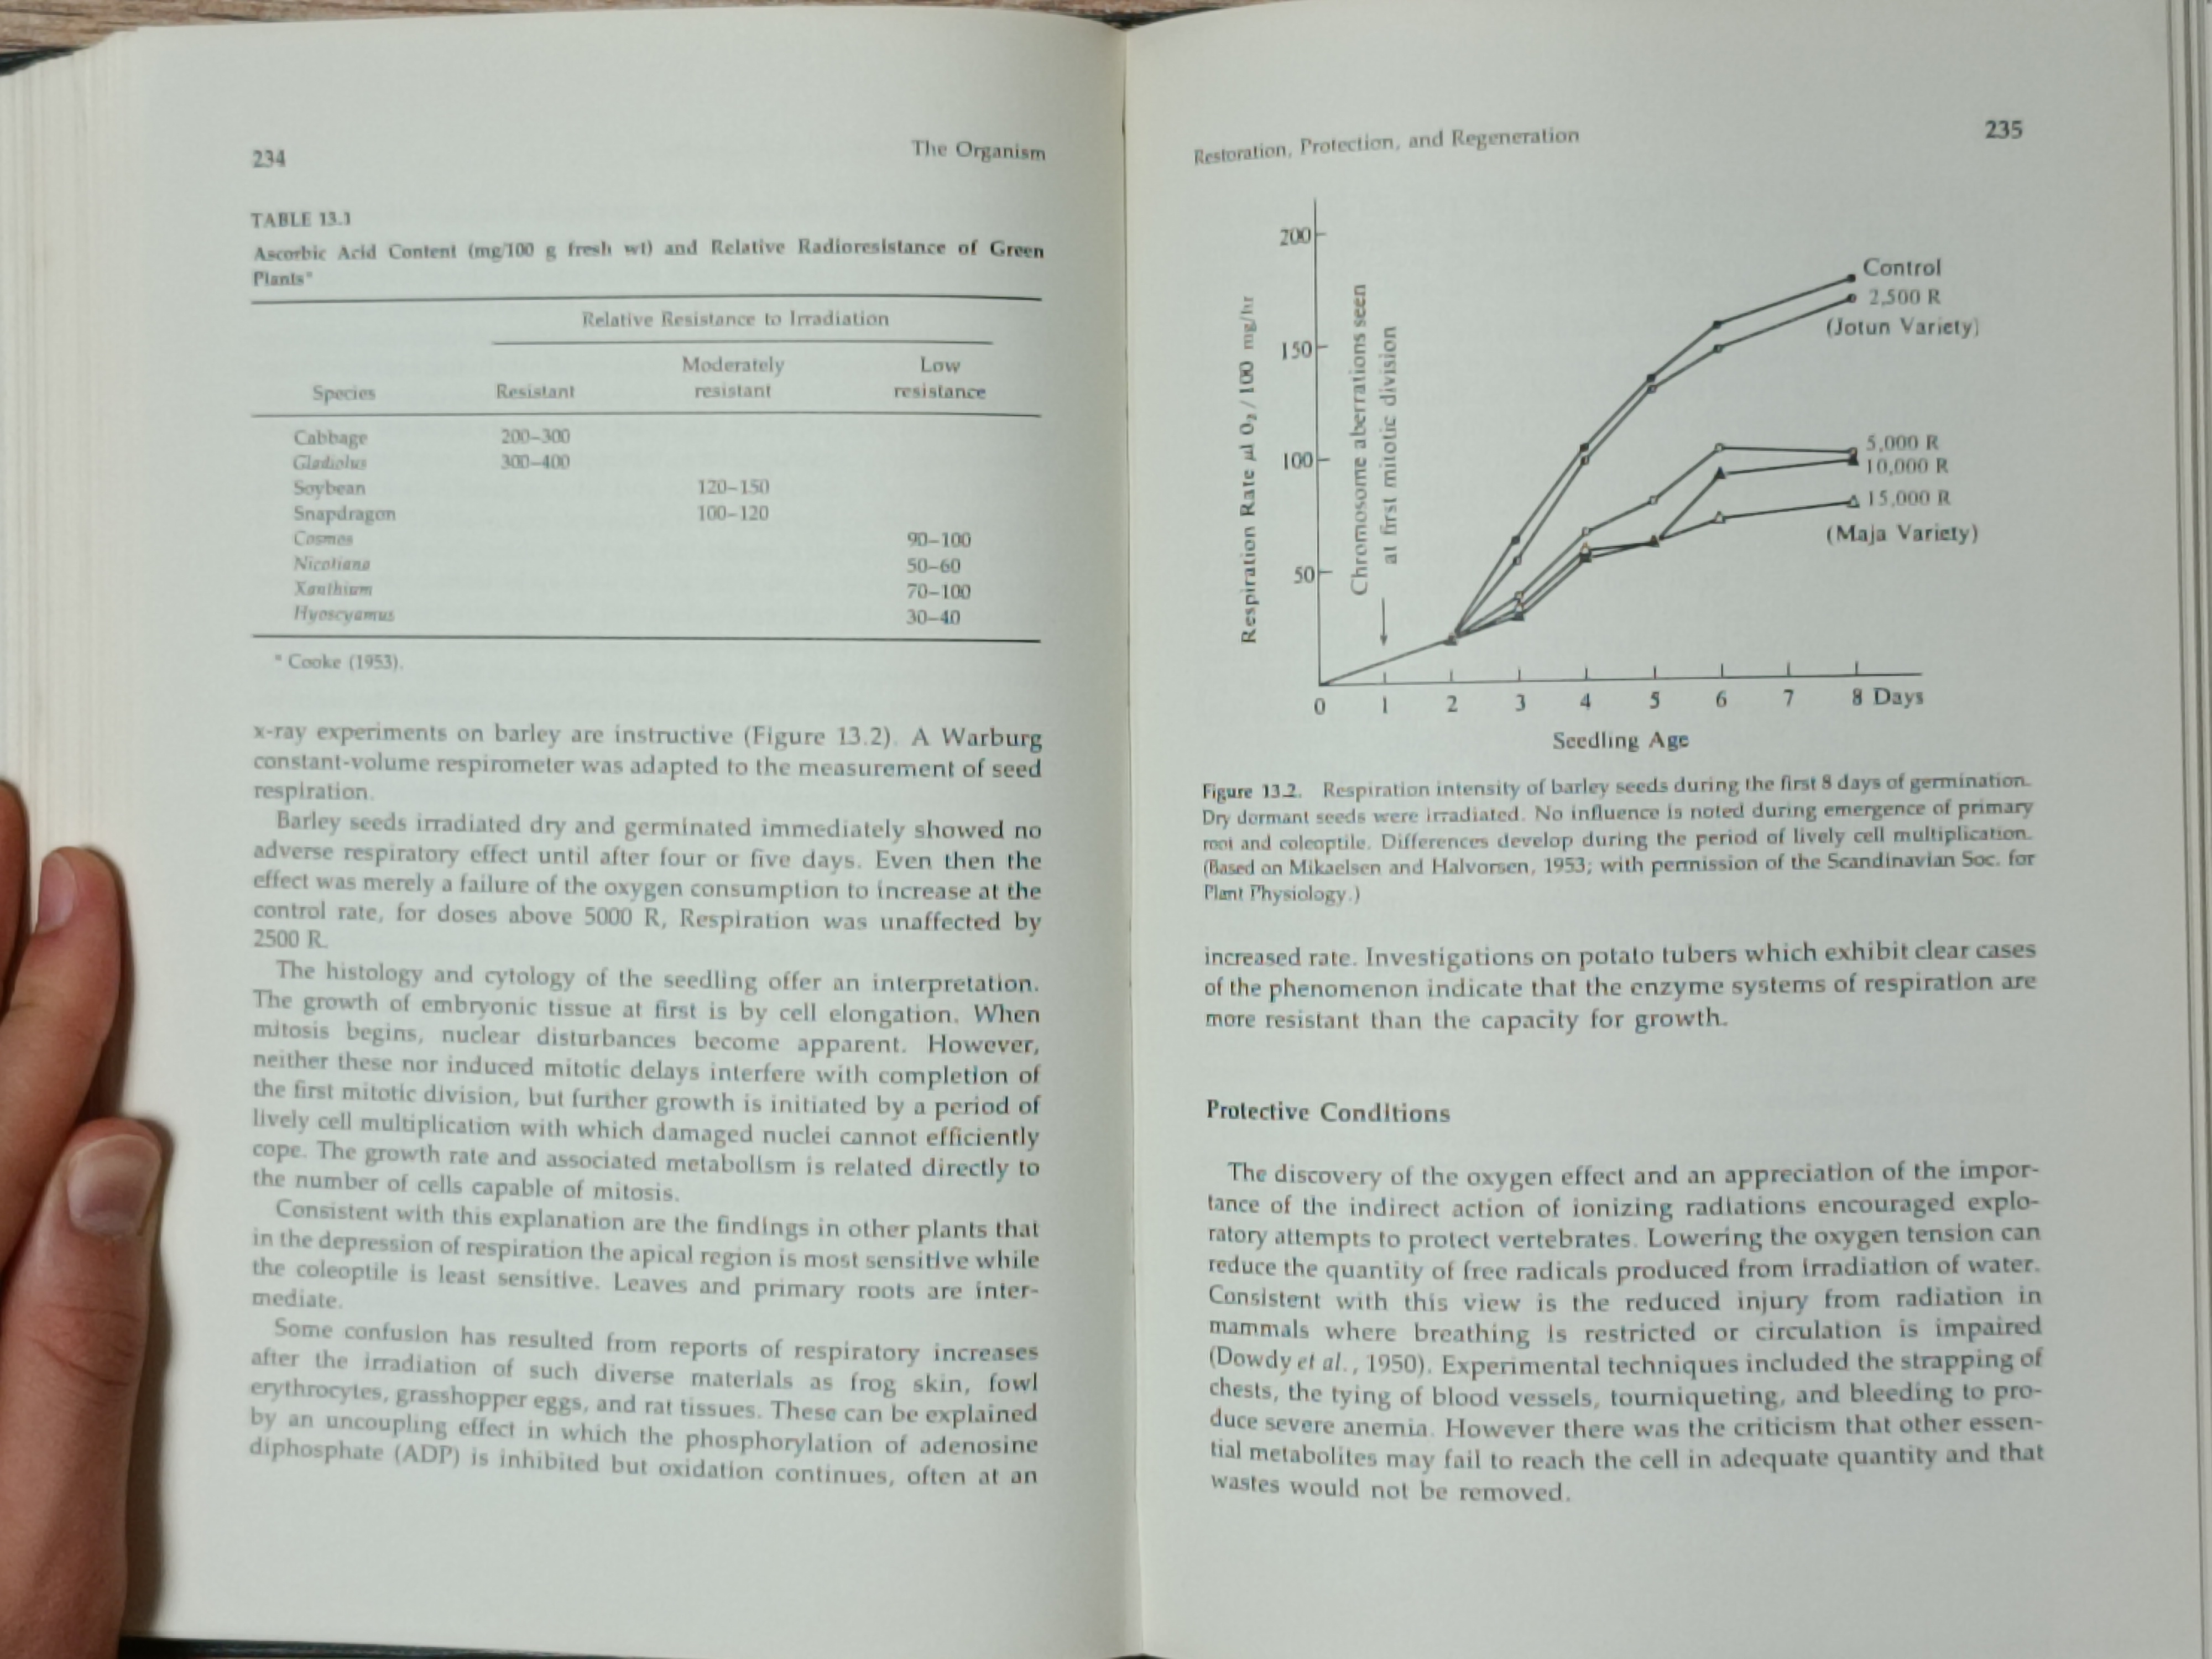 234
The Organism
TABLE 13.1
Ascorbic Acid Content (mg/100 g fresh wt) and Relative Radioresistance of Green
Plants*
Relative Resistance to Irradiation
Species Resistant Moderately resistant Low resistance
Cabbage 200–300
Gladiolus 300–400
Soybean 120–150
Snapdragon 100–120
Cosmos 90–100
Nicotiana 50–60
Xanthium 70–100
Hyoscyamus 30–40
* Cooke (1953).
x-ray experiments on barley are instructive (Figure 13.2). A Warburg
constant-volume respirometer was adapted to the measurement of seed
respiration.
Barley seeds irradiated dry and germinated immediately showed no
adverse respiratory effect until after four or five days. Even then the
effect was merely a failure of the oxygen consumption to increase at the
control rate, for doses above 5000 R, Respiration was unaffected by
2500 R.
The histology and cytology of the seedling offer an interpretation.
The growth of embryonic tissue at first is by cell elongation. When
mitosis begins, nuclear disturbances become apparent. However,
neither these nor induced mitotic delays interfere with completion of
the first mitotic division, but further growth is initiated by a period of
lively cell multiplication with which damaged nuclei cannot efficiently
cope. The growth rate and associated metabolism is related directly to
the number of cells capable of mitosis.
Consistent with this explanation are the findings in other plants that
in the depression of respiration the apical region is most sensitive while
the coleoptile is least sensitive. Leaves and primary roots are inter-
mediate.
Some confusion has resulted from reports of respiratory increases
after the irradiation of such diverse materials as frog skin, fowl
erythrocytes, grasshopper eggs, and rat tissues. These can be explained
by an uncoupling effect in which the phosphorylation of adenosine
diphosphate (ADP) is inhibited but oxidation continues, often at an
Restoration, Protection, and Regeneration
235
Respiration Rate µl O₂ / 100 mg/hr
200
150
100
50
Chromosome aberrations seen
at first mitotic division
Control
2,500 R
(Jotun Variety)
5,000 R
10,000 R
15,000 R
(Maja Variety)
0 1 2 3 4 5 6 7 8 Days
Seedling Age
Figure 13.2. Respiration intensity of barley seeds during the first 8 days of germination.
Dry dormant seeds were irradiated. No influence is noted during emergence of primary
root and coleoptile. Differences develop during the period of lively cell multiplication.
(Based on Mikaelsen and Halvorsen, 1953; with permission of the Scandinavian Soc. for
Plant Physiology.)
increased rate. Investigations on potato tubers which exhibit clear cases
of the phenomenon indicate that the enzyme systems of respiration are
more resistant than the capacity for growth.
Protective Conditions
The discovery of the oxygen effect and an appreciation of the impor-
tance of the indirect action of ionizing radiations encouraged explo-
ratory attempts to protect vertebrates. Lowering the oxygen tension can
reduce the quantity of free radicals produced from irradiation of water.
Consistent with this view is the reduced injury from radiation in
mammals where breathing is restricted or circulation is impaired
(Dowdy et al., 1950). Experimental techniques included the strapping of
chests, the tying of blood vessels, tourniqueting, and bleeding to pro-
duce severe anemia. However there was the criticism that other essen-
tial metabolites may fail to reach the cell in adequate quantity and that
wastes would not be removed.